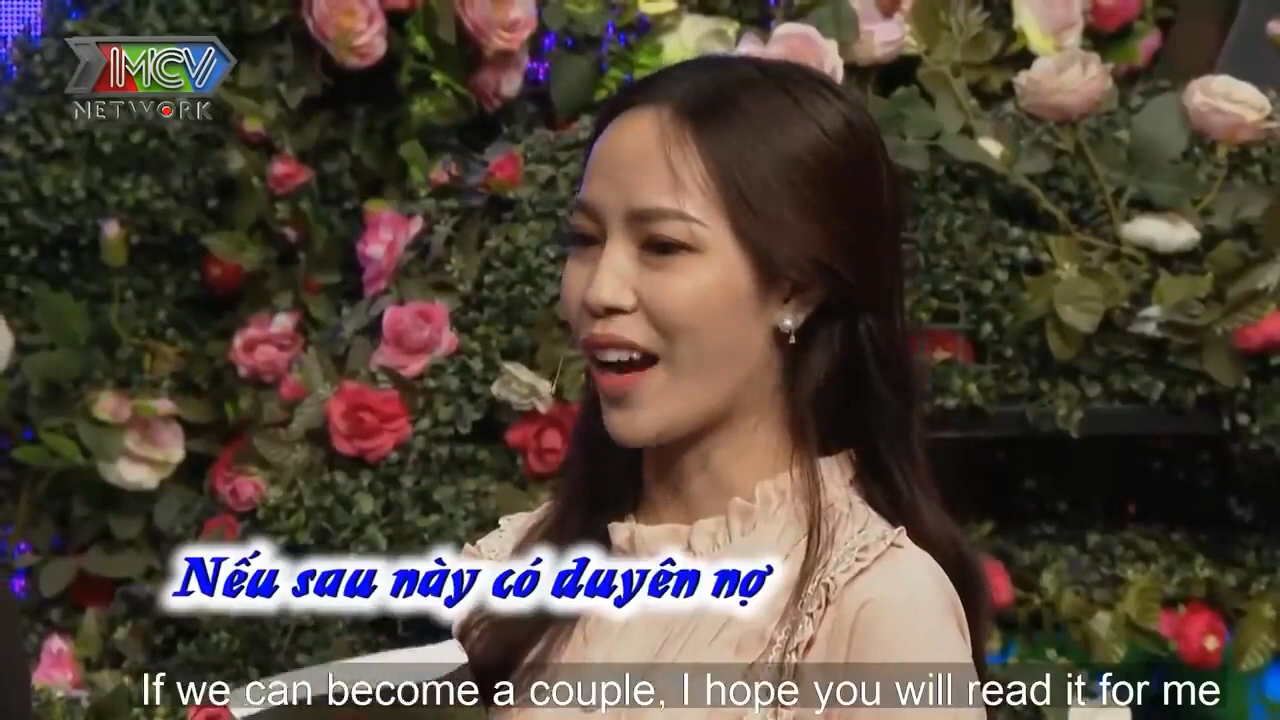 MCV
NETWORK
Nếu sau này có duyên nợ
If we can become a couple, I hope you will read it for me